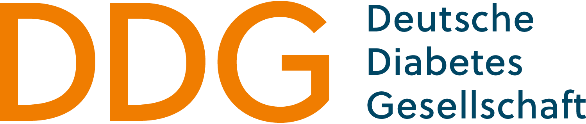 DDG
Deutsche
Diabetes
Gesellschaft